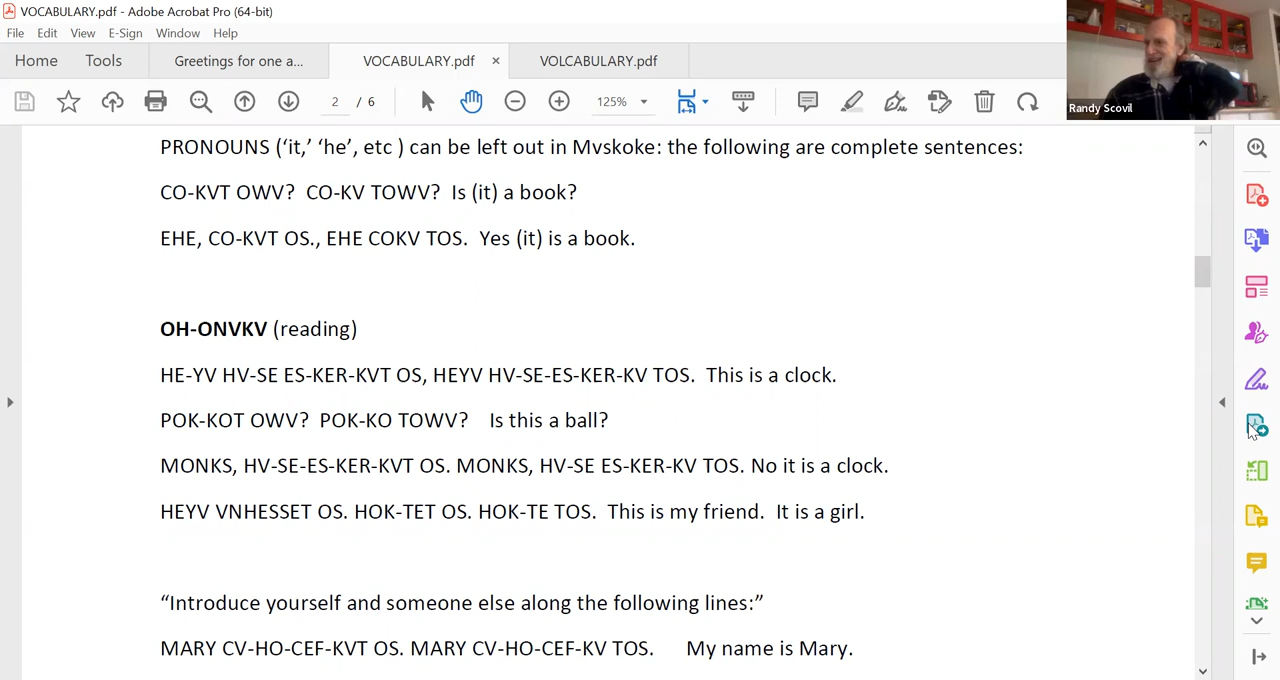 VOCABULARY.pdf - Adobe Acrobat Pro (64-bit)
File Edit View E-Sign Window Help
Home Tools Greetings for one a... VOCABULARY.pdf × VOLCABULARY.pdf
2 / 6 125%
Randy Scovil
PRONOUNS (‘it,’ ‘he’, etc ) can be left out in Mvskoke: the following are complete sentences:
CO-KVT OWV? CO-KV TOWV? Is (it) a book?
EHE, CO-KVT OS., EHE COKV TOS. Yes (it) is a book.
OH-ONVKV (reading)
HE-YV HV-SE ES-KER-KVT OS, HEYV HV-SE-ES-KER-KV TOS. This is a clock.
POK-KOT OWV? POK-KO TOWV? Is this a ball?
MONKS, HV-SE-ES-KER-KVT OS. MONKS, HV-SE ES-KER-KV TOS. No it is a clock.
HEYV VNHESSET OS. HOK-TET OS. HOK-TE TOS. This is my friend. It is a girl.
“Introduce yourself and someone else along the following lines:”
MARY CV-HO-CEF-KVT OS. MARY CV-HO-CEF-KV TOS. My name is Mary.